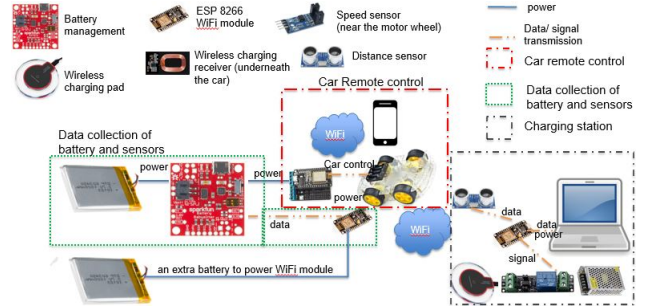 Battery
management
ESP 8266
WiFi module
Speed sensor
(near the motor wheel)
power
Data/ signal
transmission
Wireless
charging pad
Wireless charging
receiver (underneath
the car)
Distance sensor
Car remote control
Data collection of
battery and sensors
Charging station
Car Remote control
WiFi
Data collection of
battery and sensors
power
power
Car control
power
data
WiFi
data
data
power
signal
an extra battery to power WiFi module